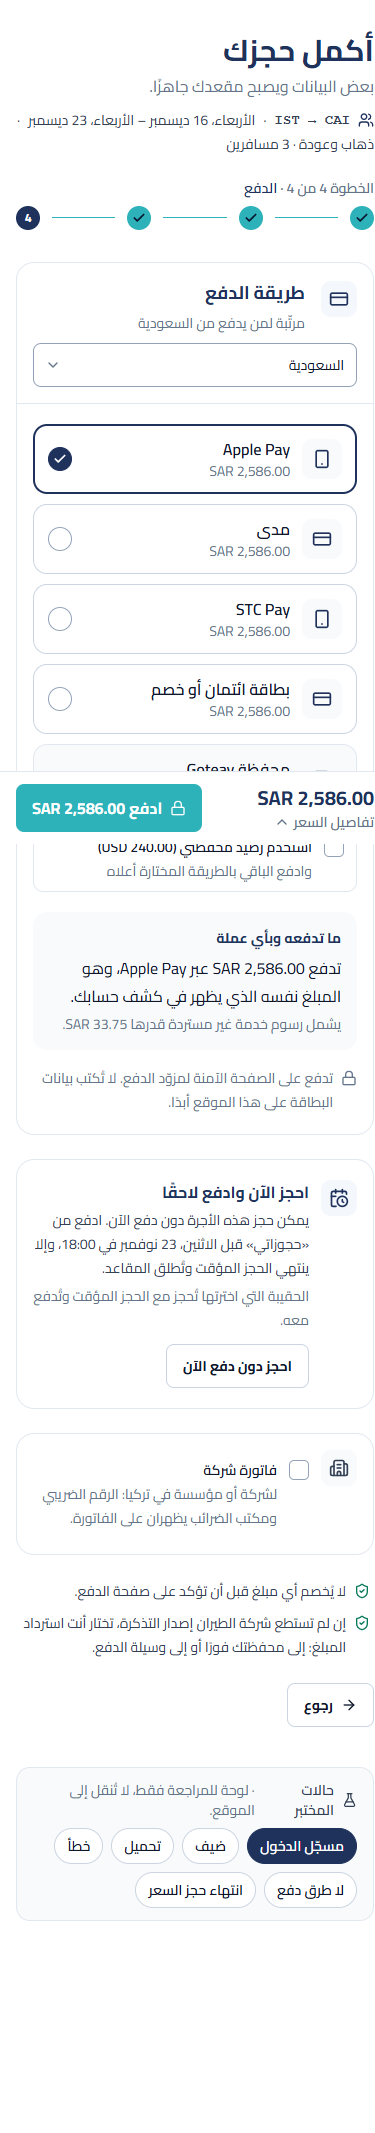 أكمل حجزك
بعض البيانات ويصبح مقعدك جاهزًا.
IST → CAI · الأربعاء، 16 ديسمبر – الأربعاء، 23 ديسمبر ·
ذهاب وعودة · 3 مسافرين
الخطوة 4 من 4 · الدفع
4
طريقة الدفع
مرتّبة لمن يدفع من السعودية
السعودية
Apple Pay
SAR 2,586.00
مدى
SAR 2,586.00
STC Pay
SAR 2,586.00
بطاقة ائتمان أو خصم
SAR 2,586.00
محفظة Goteay
SAR 2,586.00
تفاصيل السعر
ادفع SAR 2,586.00
استخدم رصيد محفظتي (USD 240.00)
وادفع الباقي بالطريقة المختارة أعلاه
ما تدفعه وبأي عملة
تدفع SAR 2,586.00 عبر Apple Pay، وهو
المبلغ نفسه الذي يظهر في كشف حسابك.
يشمل رسوم خدمة غير مستردة قدرها SAR 33.75.
تدفع على الصفحة الآمنة لمزوّد الدفع. لا تُكتب بيانات
البطاقة على هذا الموقع أبدًا.
احجز الآن وادفع لاحقًا
يمكن حجز هذه الأجرة دون دفع الآن. ادفع من
«حجوزاتي» قبل الاثنين، 23 نوفمبر في 18:00، وإلا
ينتهي الحجز المؤقت وتُطلق المقاعد.
الحقيبة التي اخترتها تُحجز مع الحجز المؤقت وتُدفع
معه.
احجز دون دفع الآن
فاتورة شركة
لشركة أو مؤسسة في تركيا: الرقم الضريبي
ومكتب الضرائب يظهران على الفاتورة.
لا يُخصم أي مبلغ قبل أن تؤكد على صفحة الدفع.
إن لم تستطع شركة الطيران إصدار التذكرة، تختار أنت استرداد
المبلغ: إلى محفظتك فورًا أو إلى وسيلة الدفع.
رجوع
حالات المختبر
· لوحة للمراجعة فقط، لا تُنقل إلى الموقع.
مسجّل الدخول
ضيف
تحميل
خطأ
لا طرق دفع
انتهاء حجز السعر